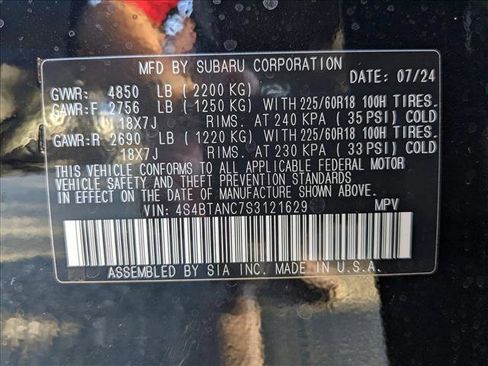 MFD BY SUBARU CORPORATION
DATE: 07/24
GVWR: 4850 LB (2200 KG)
GAWR:F 2756 LB (1250 KG) WITH 225/60R18 100H TIRES.
18X7J RIMS. AT 240 KPA (35 PSI) COLD
GAWR:R 2690 LB (1220 KG) WITH 225/60R18 100H TIRES.
18X7J RIMS. AT 230 KPA (33 PSI) COLD
THIS VEHICLE CONFORMS TO ALL APPLICABLE FEDERAL MOTOR
VEHICLE SAFETY AND THEFT PREVENTION STANDARDS
IN EFFECT ON THE DATE OF MANUFACTURE SHOWN ABOVE.
VIN: 4S4BTANC7S3121629 MPV
ASSEMBLED BY SIA INC. MADE IN U.S.A.